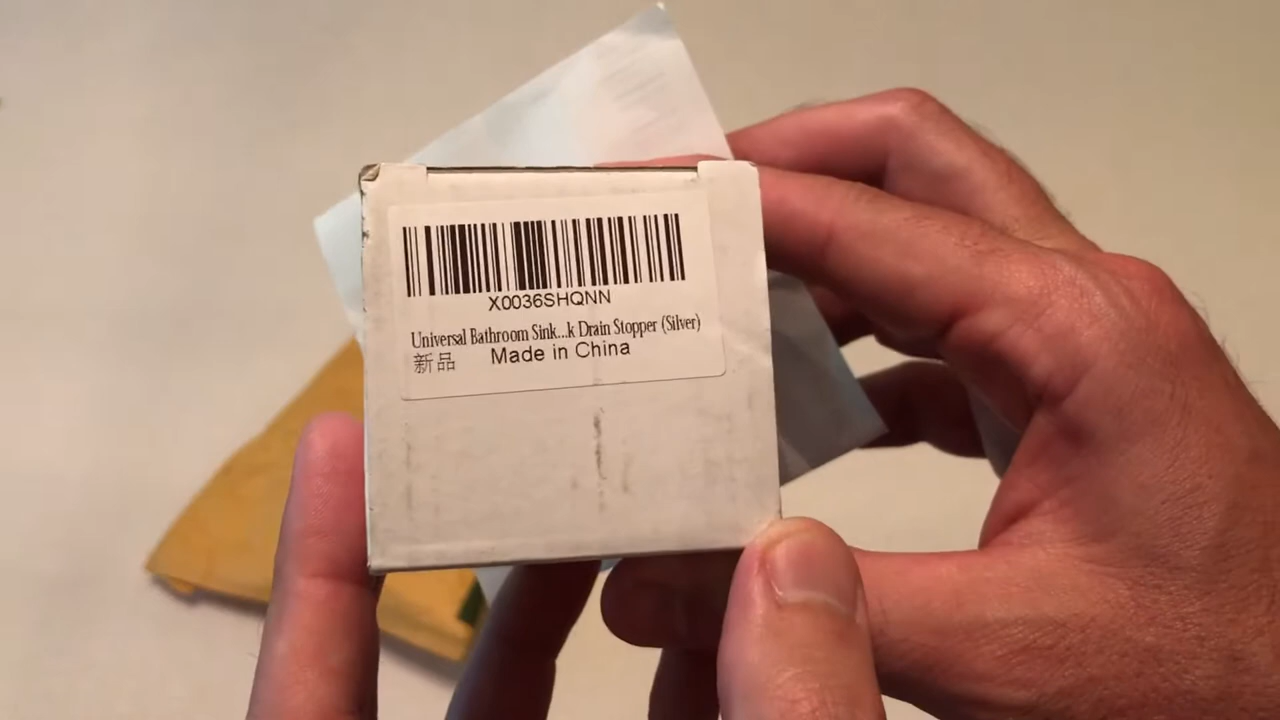 X0036SHQNN
Universal Bathroom Sink...k Drain Stopper (Silver)
新品 Made in China